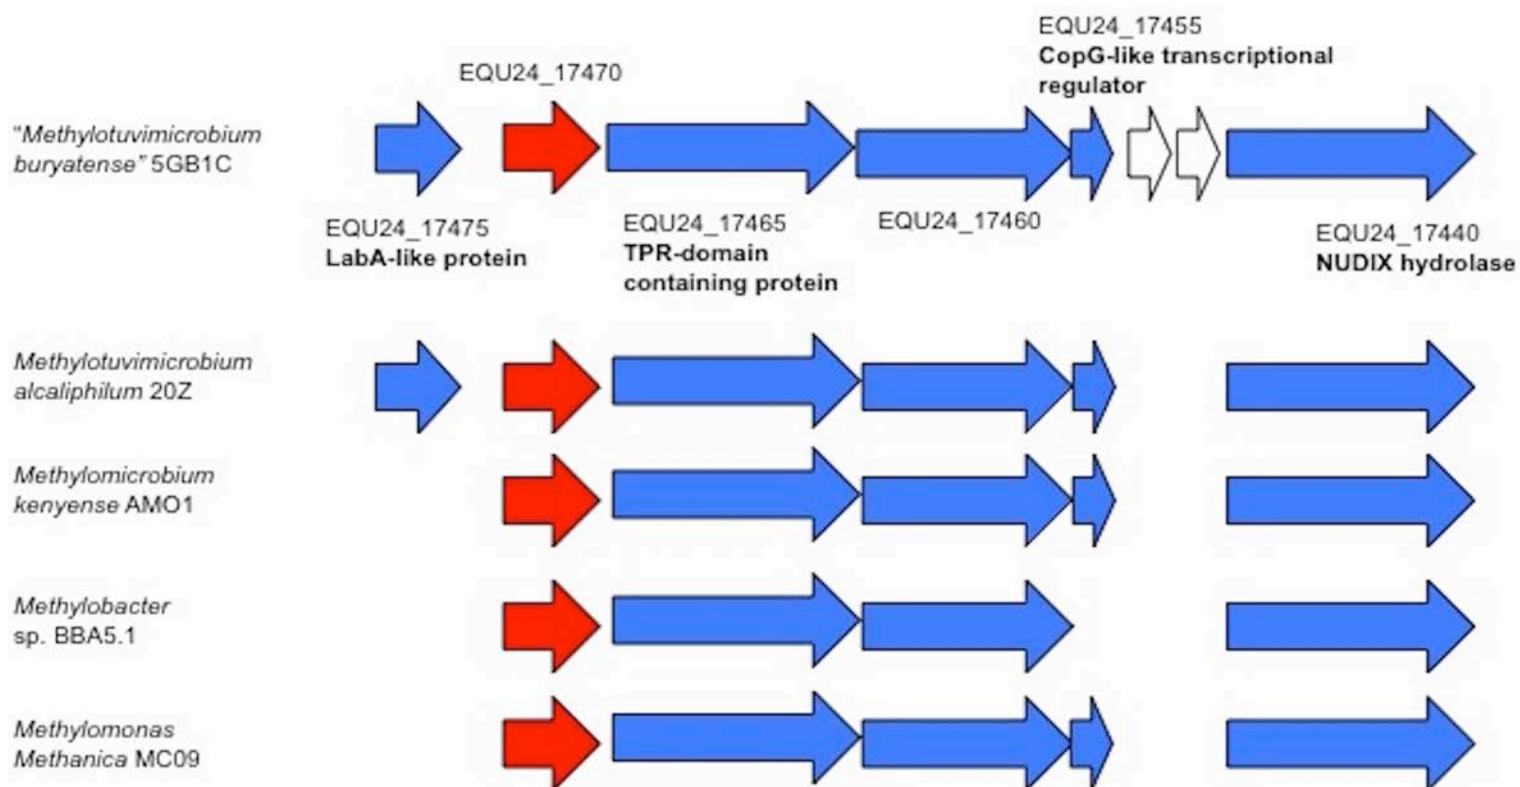 EQU24_17455
CopG-like transcriptional
regulator
EQU24_17470
"Methylotuvimicrobium
buryatense" 5GB1C
EQU24_17475
LabA-like protein
EQU24_17465
TPR-domain
containing protein
EQU24_17460
EQU24_17440
NUDIX hydrolase
Methylotuvimicrobium
alcaliphilum 20Z
Methylomicrobium
kenyense AMO1
Methylobacter
sp. BBA5.1
Methylomonas
Methanica MC09